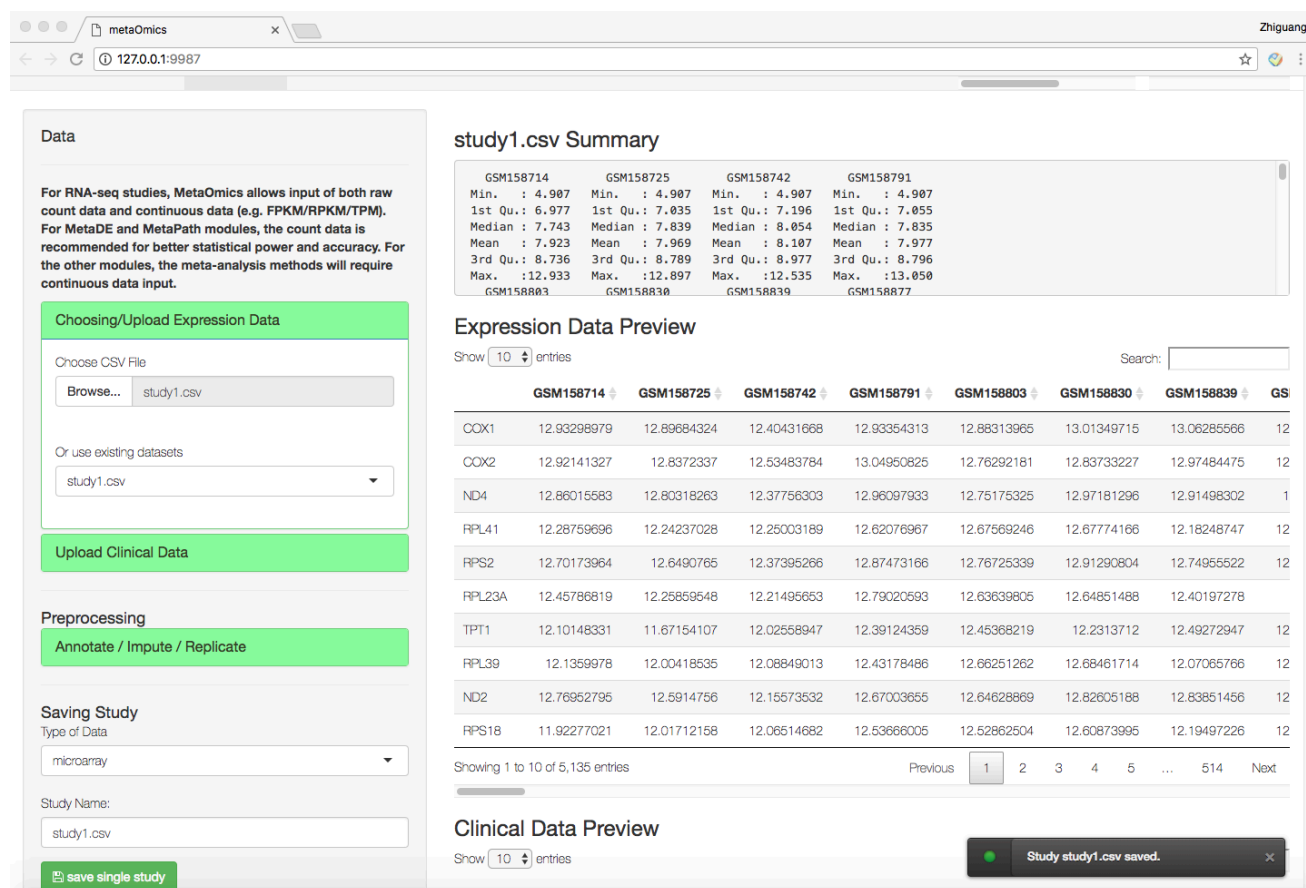 metaOmics
Zhiguang
127.0.0.1:9987
Data
For RNA-seq studies, MetaOmics allows input of both raw
count data and continuous data (e.g. FPKM/RPKM/TPM).
For MetaDE and MetaPath modules, the count data is
recommended for better statistical power and accuracy. For
the other modules, the meta-analysis methods will require
continuous data input.
Choosing/Upload Expression Data
Choose CSV File
Browse... study1.csv
Or use existing datasets
study1.csv
Upload Clinical Data
Preprocessing
Annotate / Impute / Replicate
Saving Study
Type of Data
microarray
Study Name:
study1.csv
save single study
study1.csv Summary
GSM158714 GSM158725 GSM158742 GSM158791
Min. : 4.907 Min. : 4.907 Min. : 4.907 Min. : 4.907
1st Qu.: 6.977 1st Qu.: 7.035 1st Qu.: 7.196 1st Qu.: 7.055
Median : 7.743 Median : 7.839 Median : 8.054 Median : 7.835
Mean : 7.923 Mean : 7.969 Mean : 8.107 Mean : 7.977
3rd Qu.: 8.736 3rd Qu.: 8.789 3rd Qu.: 8.977 3rd Qu.: 8.796
Max. :12.933 Max. :12.897 Max. :12.535 Max. :13.050
GSM158803 GSM158830 GSM158839 GSM158877
Expression Data Preview
Show 10 entries
Search:
GSM158714 GSM158725 GSM158742 GSM158791 GSM158803 GSM158830 GSM158839 GS
COX1 12.93298979 12.89684324 12.40431668 12.93354313 12.88313965 13.01349715 13.06285566 12
COX2 12.92141327 12.8372337 12.53483784 13.04950825 12.76292181 12.83733227 12.97484475 12
ND4 12.86015583 12.80318263 12.37756303 12.96097933 12.75175325 12.97181296 12.91498302 1
RPL41 12.28759696 12.24237028 12.25003189 12.62076967 12.67569246 12.67774166 12.18248747 12
RPS2 12.70173964 12.6490765 12.37395266 12.87473166 12.76725339 12.91290804 12.74955522 12
RPL23A 12.45786819 12.25859548 12.21495653 12.79020593 12.63639805 12.64851488 12.40197278
TPT1 12.10148331 11.67154107 12.02558947 12.39124359 12.45368219 12.2313712 12.49272947 12
RPL39 12.1359978 12.00418535 12.08849013 12.43178486 12.66251262 12.68461714 12.07065766 12
ND2 12.76952795 12.5914756 12.15573532 12.67003655 12.64628869 12.82605188 12.83851456 12
RPS18 11.92277021 12.01712158 12.06514682 12.53666005 12.52862504 12.60873995 12.19497226 12
Showing 1 to 10 of 5,135 entries
Previous 1 2 3 4 5 ... 514 Next
Clinical Data Preview
Show 10 entries
Study study1.csv saved.